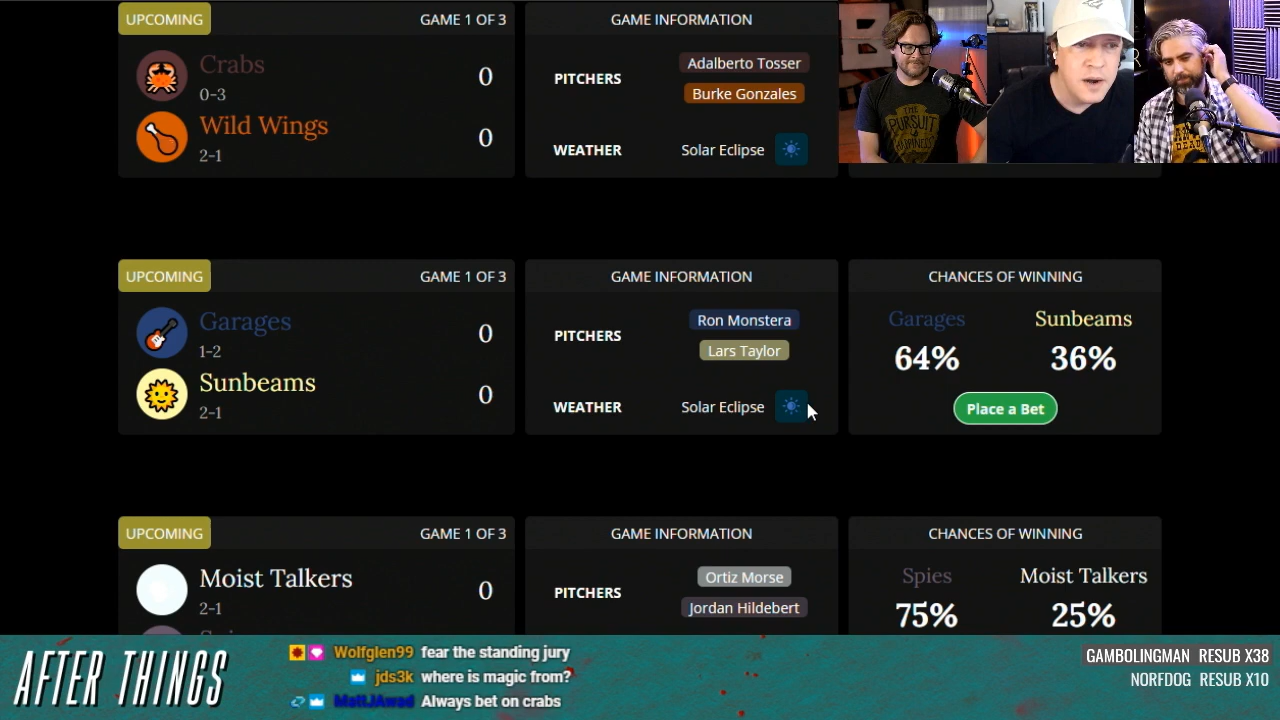 UPCOMING GAME 1 OF 3
Crabs 0
0-3
Wild Wings 0
2-1
GAME INFORMATION
PITCHERS
Adalberto Tosser
Burke Gonzales
WEATHER Solar Eclipse
THE
PURSUIT
HAPPINESS
UPCOMING GAME 1 OF 3
Garages 0
1-2
Sunbeams 0
2-1
GAME INFORMATION
PITCHERS
Ron Monstera
Lars Taylor
WEATHER Solar Eclipse
CHANCES OF WINNING
Garages Sunbeams
64% 36%
Place a Bet
UPCOMING GAME 1 OF 3
Moist Talkers 0
2-1
GAME INFORMATION
PITCHERS
Ortiz Morse
Jordan Hildebert
CHANCES OF WINNING
Spies Moist Talkers
75% 25%
AFTER THINGS
Wolfglen99 fear the standing jury
jds3k where is magic from?
MattJAwad Always bet on crabs
GAMBOLINGMAN RESUB X38
NORFDOG RESUB X10